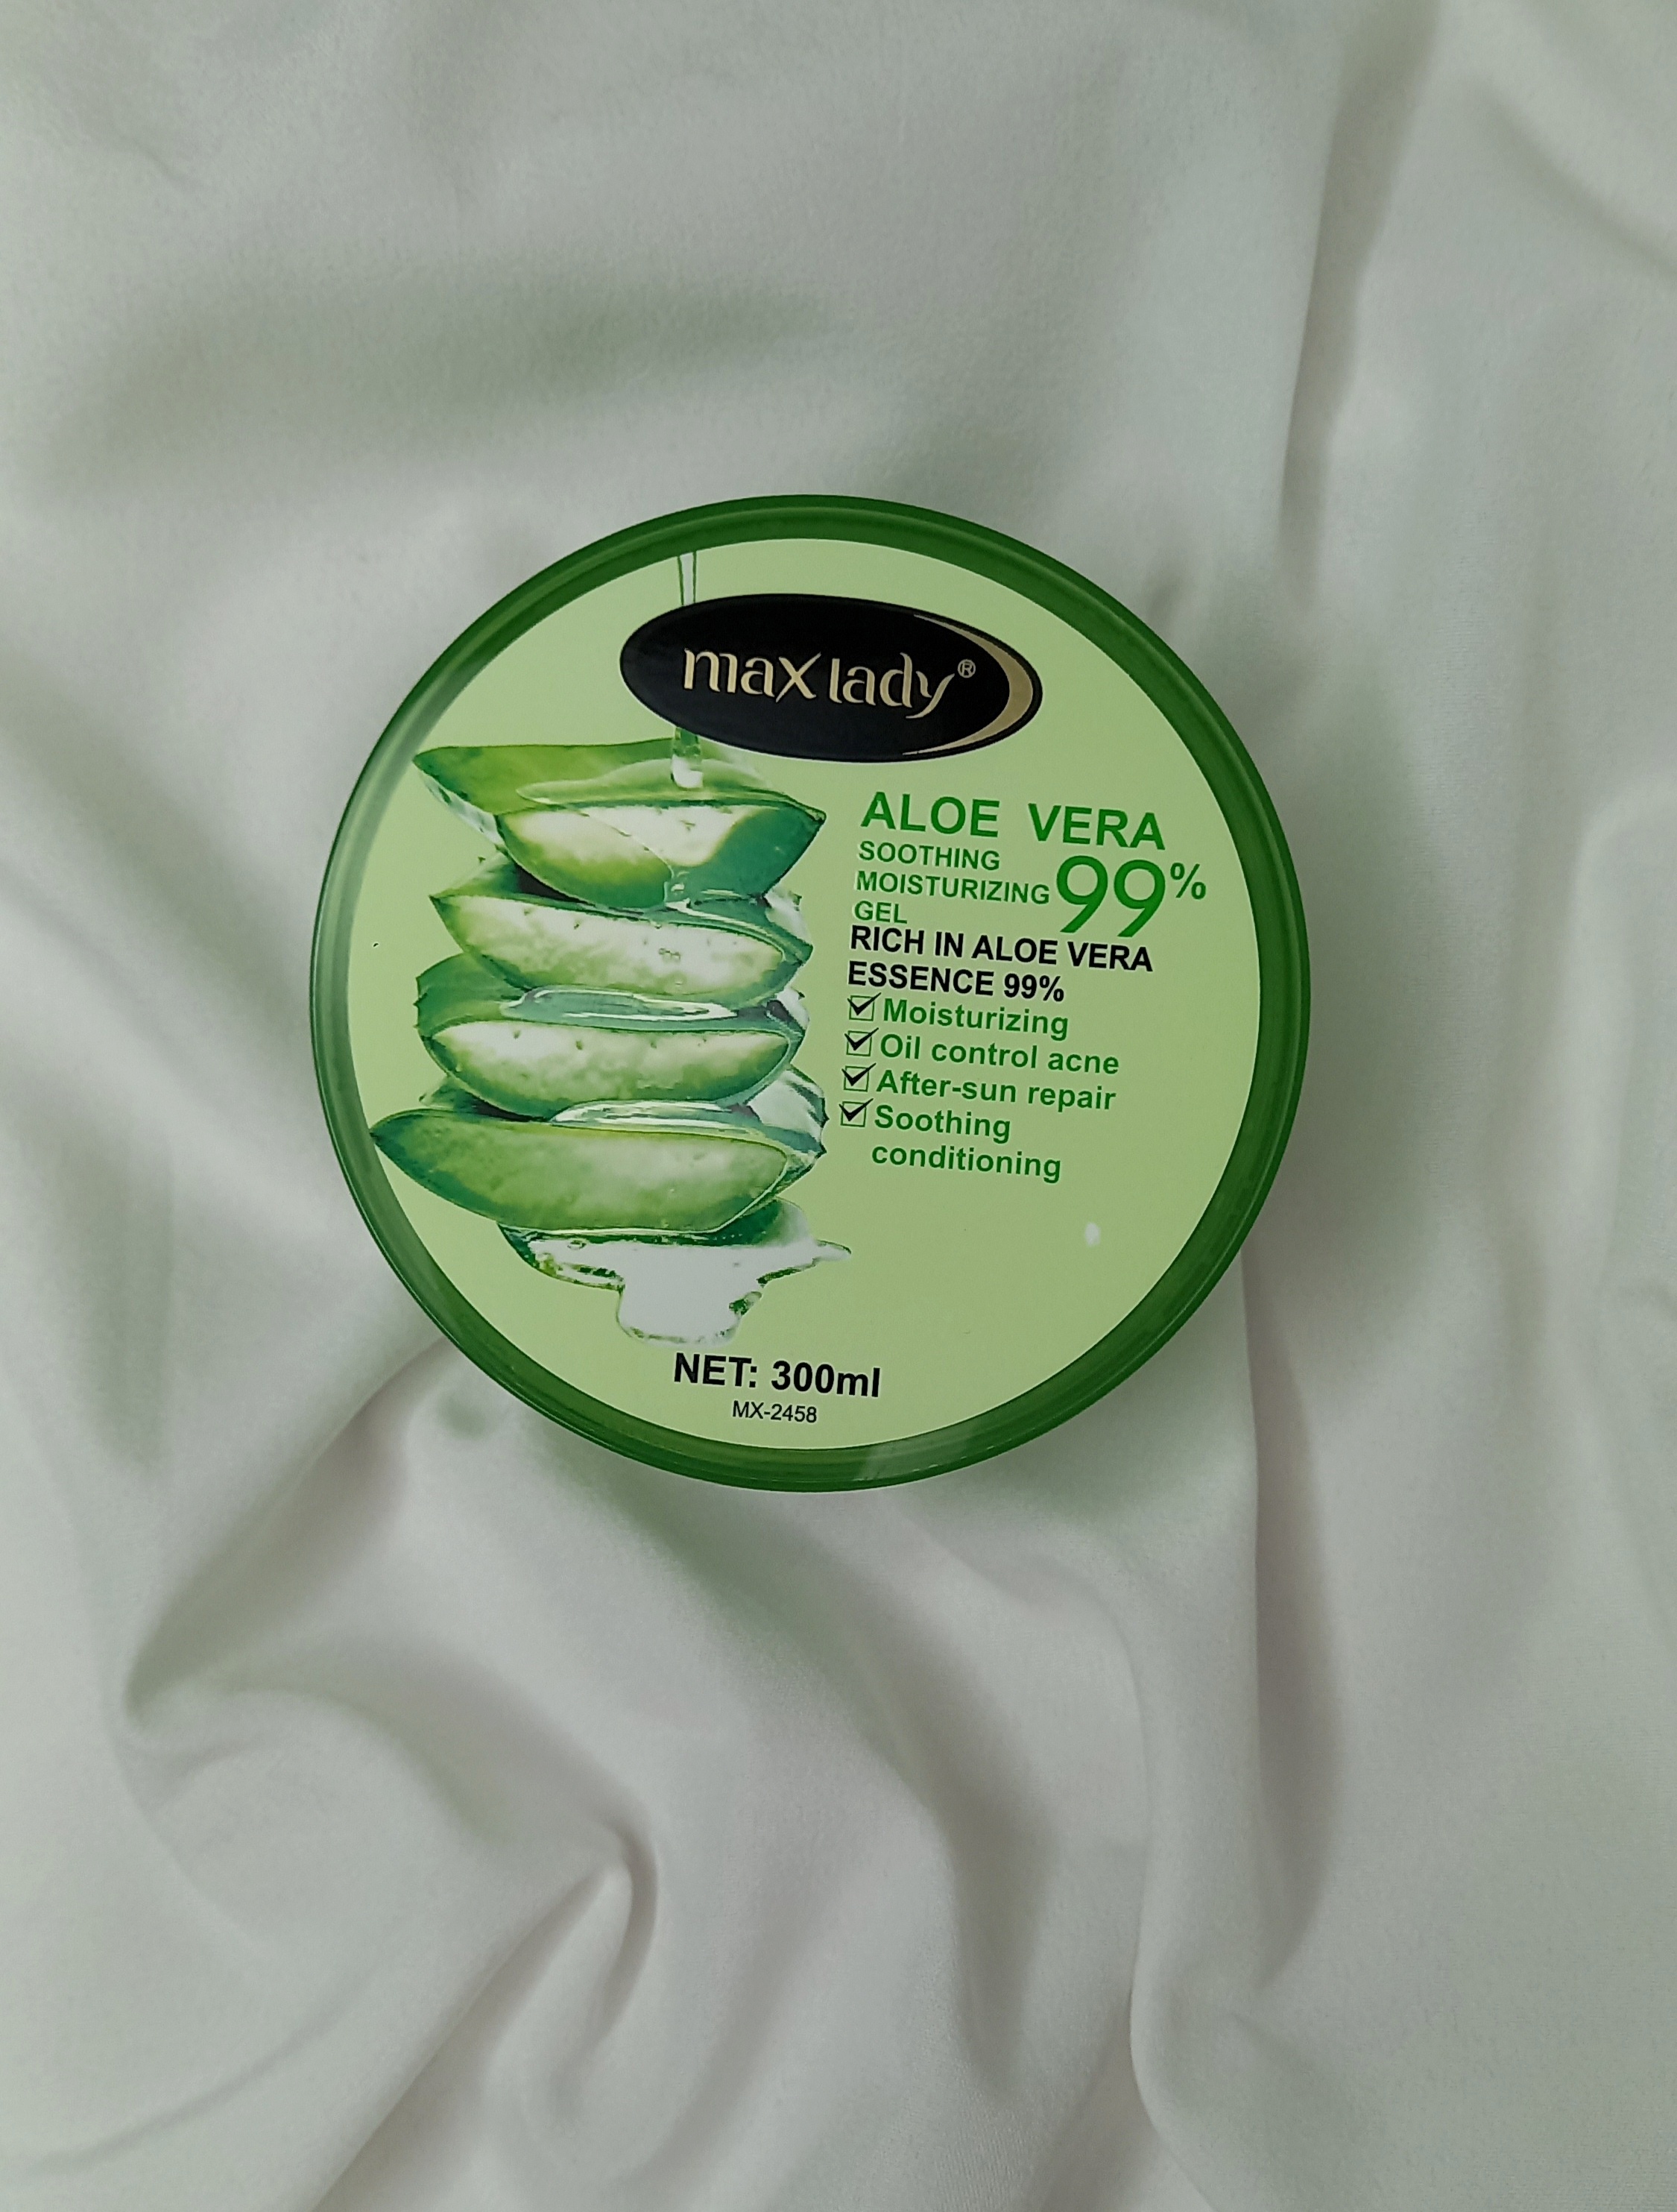 max lady®
ALOE VERA
SOOTHING
MOISTURIZING 99%
GEL
RICH IN ALOE VERA
ESSENCE 99%
Moisturizing
Oil control acne
After-sun repair
Soothing
conditioning
NET: 300ml
MX-2458